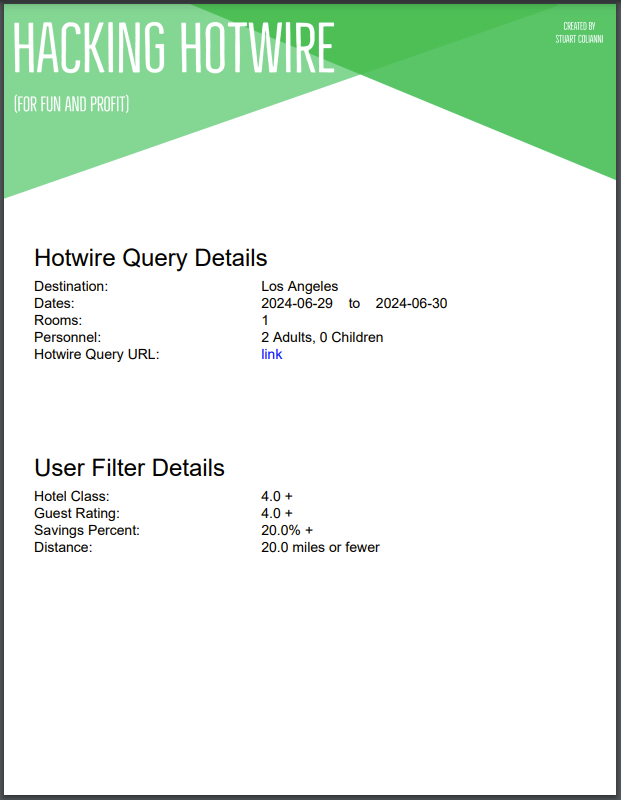 HACKING HOTWIRE
CREATED BY
STUART COLIANNI
(FOR FUN AND PROFIT)
Hotwire Query Details
Destination: Los Angeles
Dates: 2024-06-29 to 2024-06-30
Rooms: 1
Personnel: 2 Adults, 0 Children
Hotwire Query URL: link
User Filter Details
Hotel Class: 4.0 +
Guest Rating: 4.0 +
Savings Percent: 20.0% +
Distance: 20.0 miles or fewer